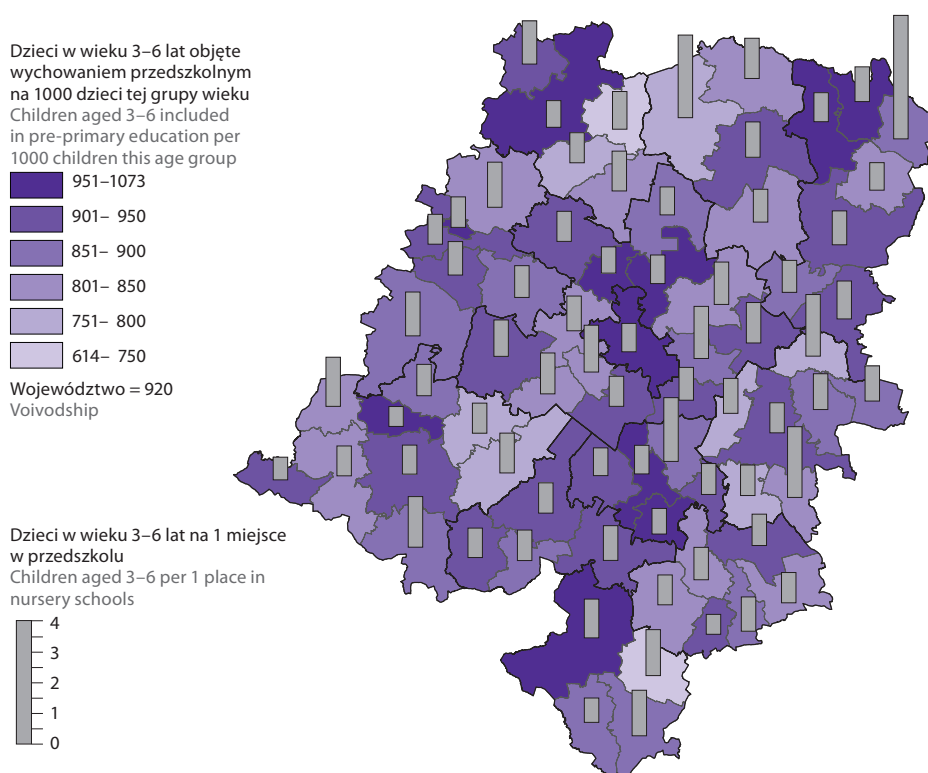 Dzieci w wieku 3–6 lat objęte
wychowaniem przedszkolnym
na 1000 dzieci tej grupy wieku
Children aged 3–6 included
in pre-primary education per
1000 children this age group
951–1073
901– 950
851– 900
801– 850
751– 800
614– 750
Województwo = 920
Voivodship
Dzieci w wieku 3–6 lat na 1 miejsce
w przedszkolu
Children aged 3–6 per 1 place in
nursery schools
4
3
2
1
0